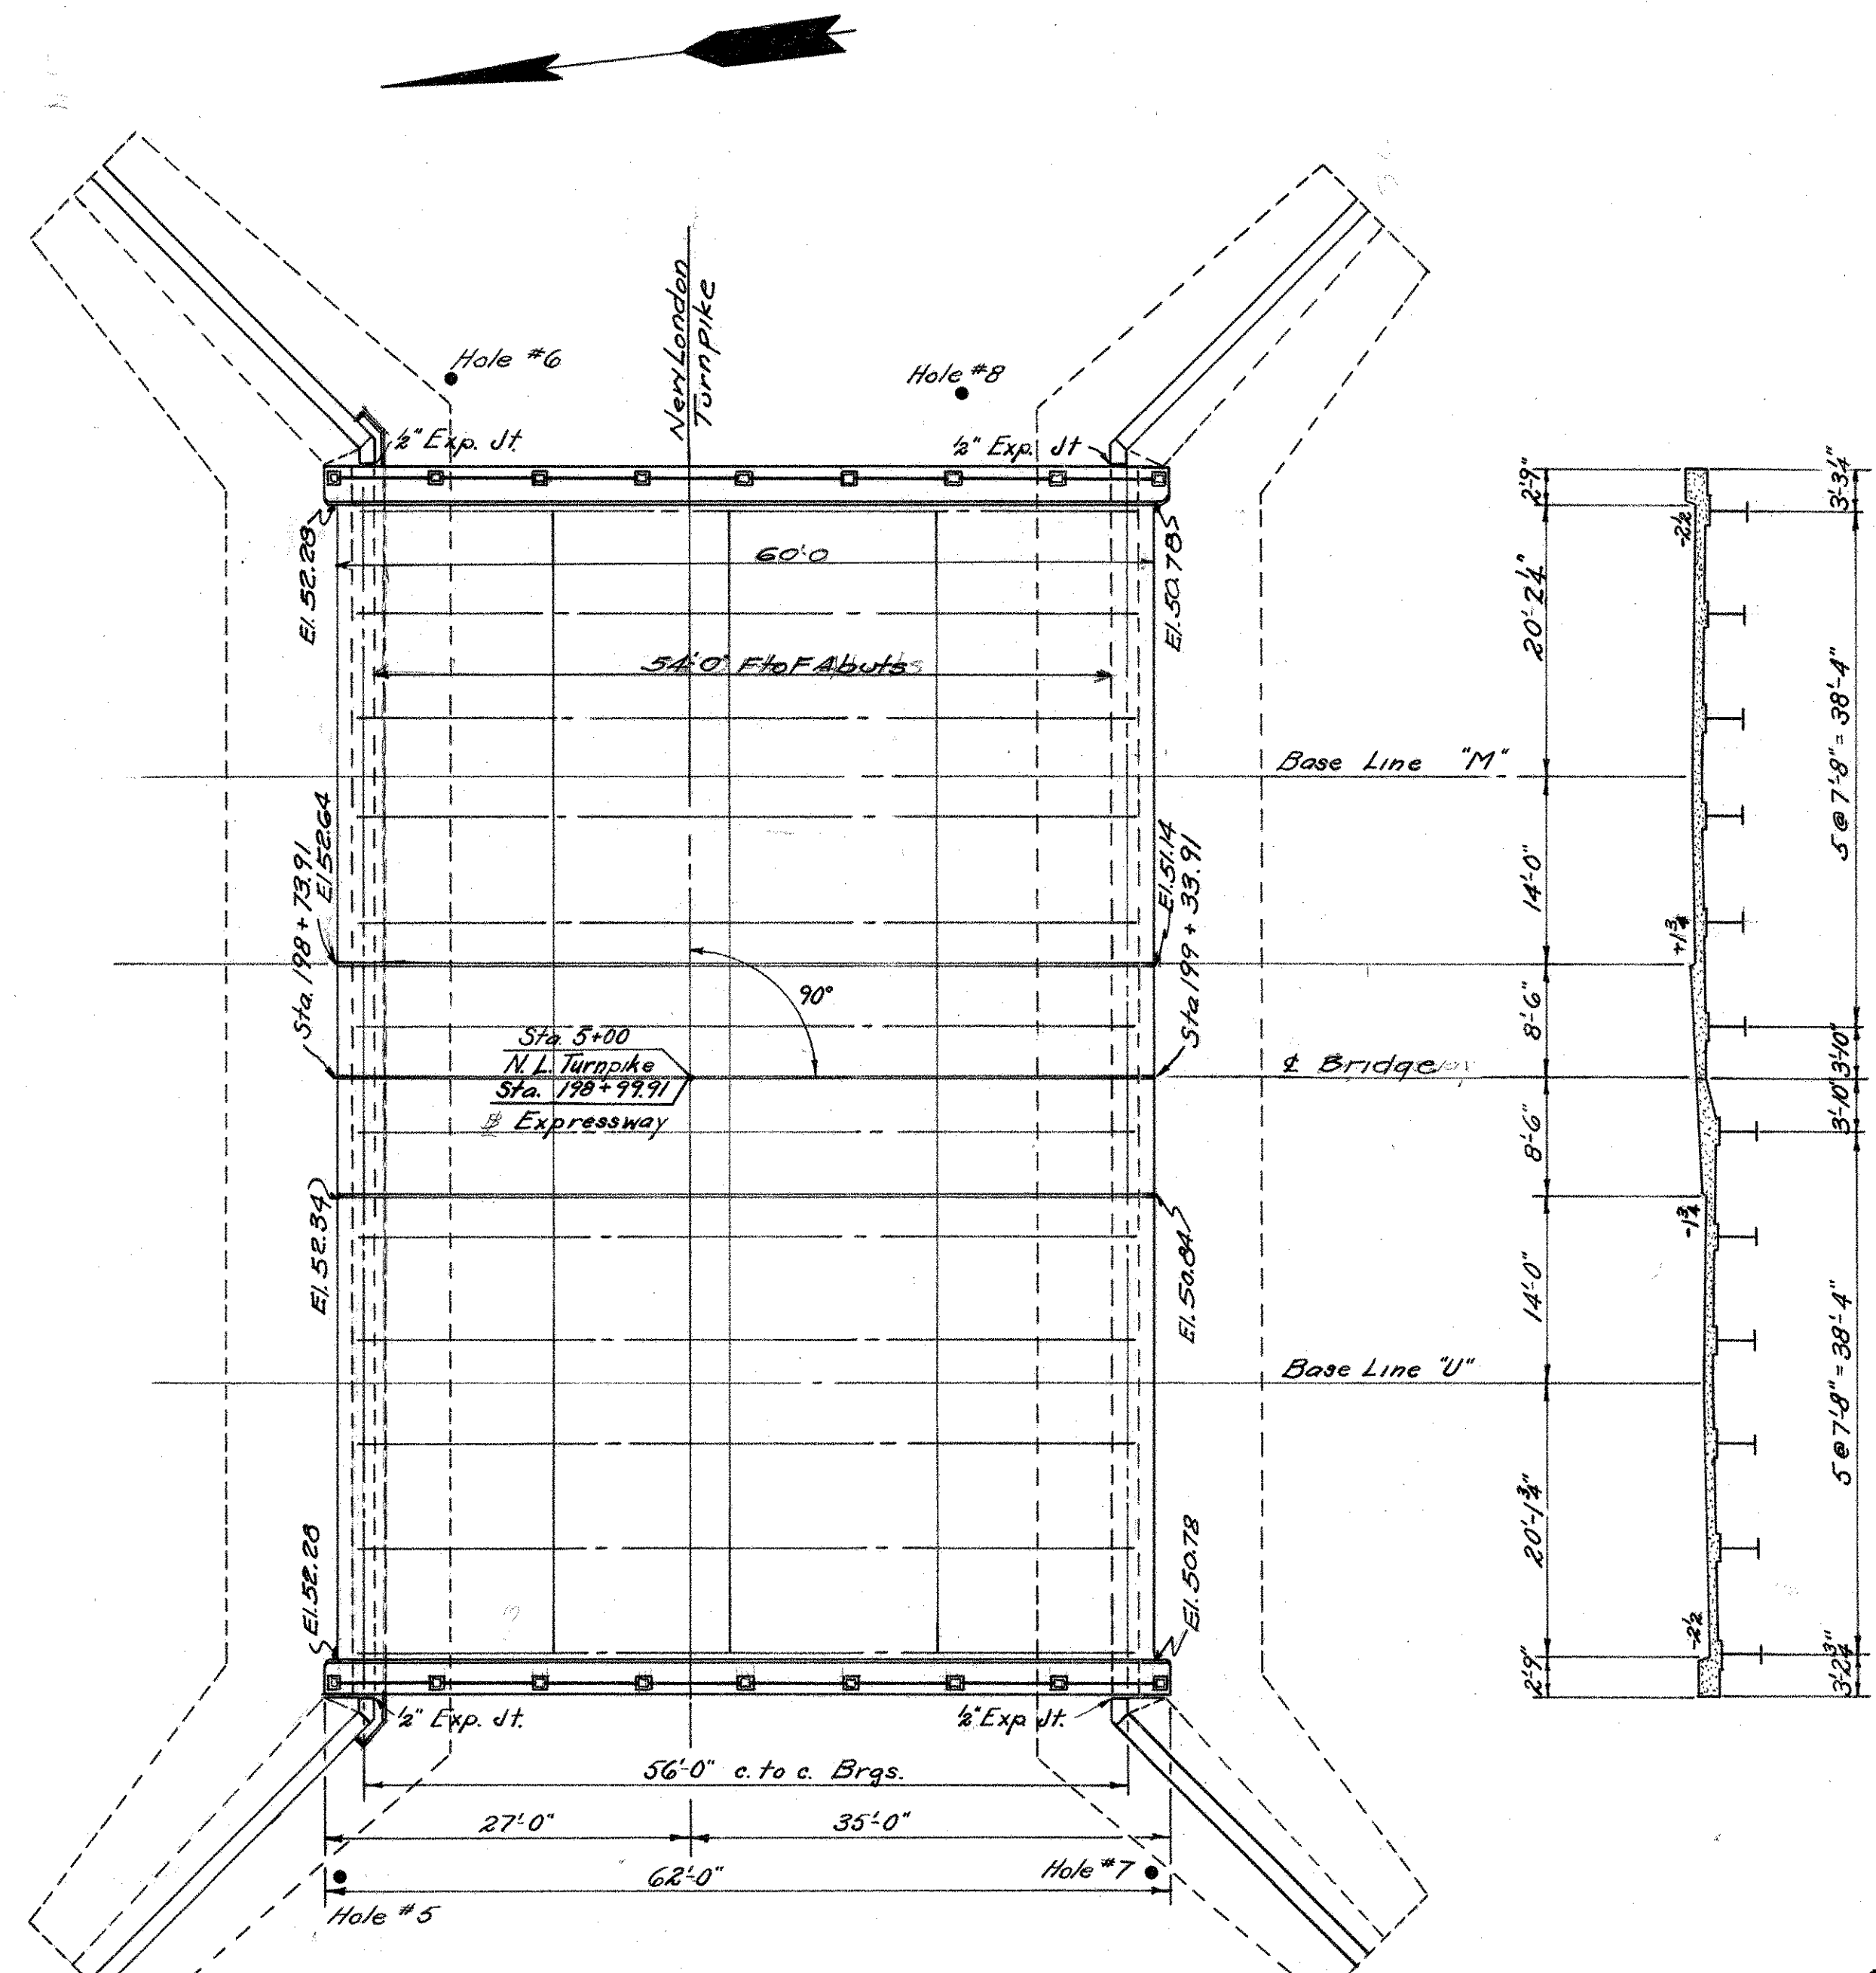 Hole #6
Hole #8
New London
Turnpike
½" Exp. Jt.
½" Exp. Jt
El. 52.28
60'-0
El. 50.78
54'-0" F to F Abuts
Base Line "M"
Sta. 198 + 73.91
El 52.64
El. 51.14
Sta 199 + 33.91
90°
Sta. 5+00
N. L. Turnpike
Sta. 198 + 99.91
Expressway
℄ Bridge
El. 52.34
El. 50.84
Base Line "U"
El. 52.28
El. 50.78
½" Exp. Jt.
½" Exp Jt.
56'-0" c. to c. Brgs.
27'-0"
35'-0"
62'-0"
Hole #5
Hole #7
2'-9"
20'-2¼"
14'-0"
8'-6"
8'-6"
14'-0"
20'-1¾"
2'-9"
-2½
+1¾
-1¾
-2½
3'-3¼"
5 @ 7'-8" = 38'-4"
3'-10"
3'-10"
5 @ 7'-8" = 38'-4"
3'-2¾"